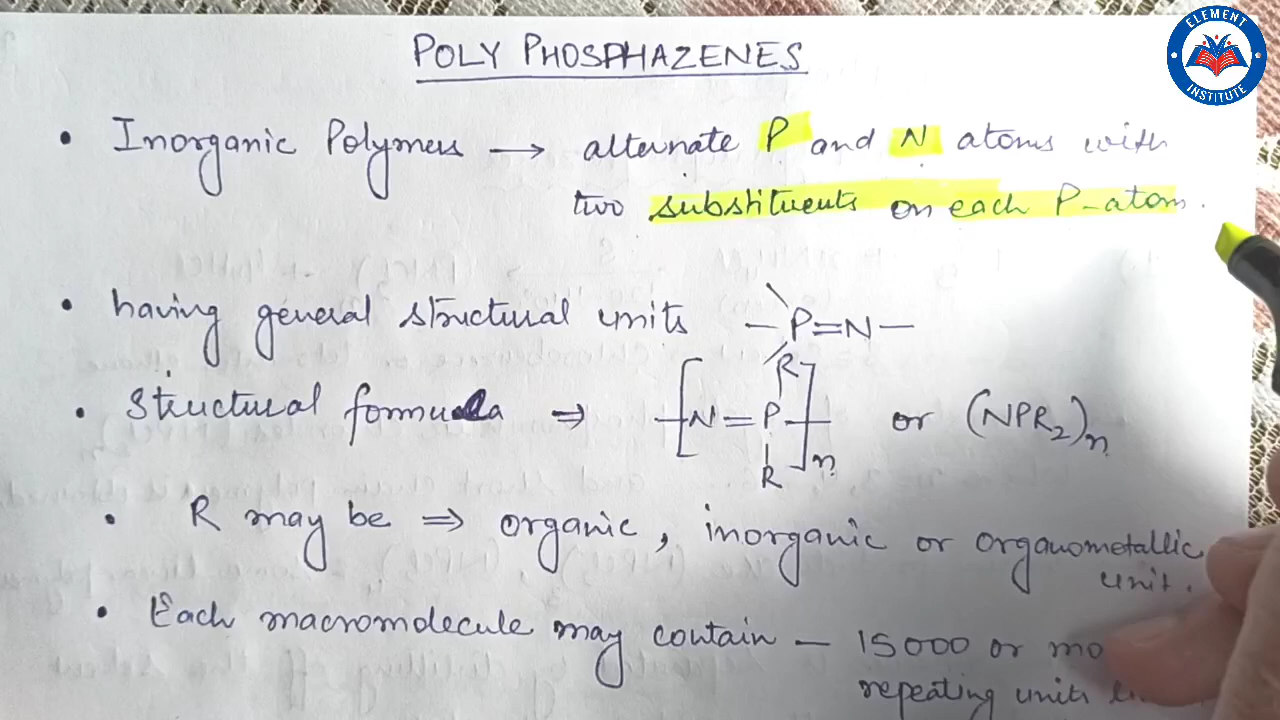 ELEMENT
INSTITUTE
POLY PHOSPHAZENES
• Inorganic Polymers → alternate P and N atoms with
two substituents on each P-atom.
• having general structural units —P=N—
• Structural formula ⇒ [N=P]n or (NPR₂)n
R
R
• R may be ⇒ organic, inorganic or organometallic
unit.
• Each macromolecule may contain — 15000 or
repeating units